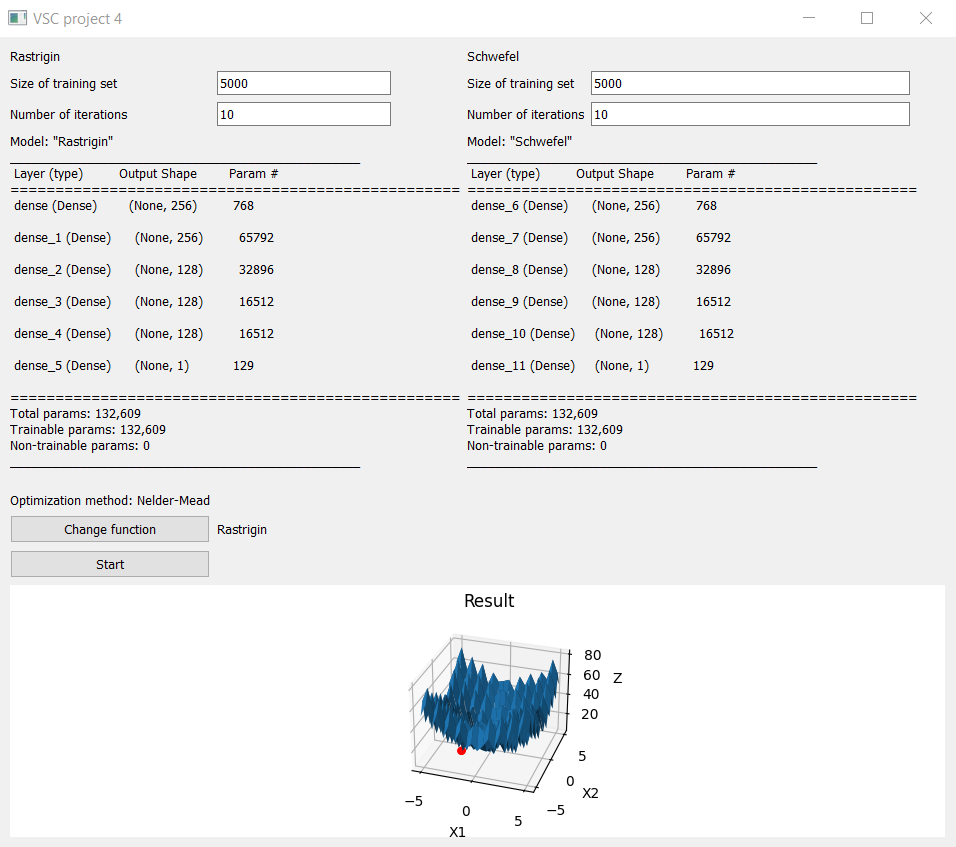 VSC project 4
Rastrigin
Size of training set 5000
Number of iterations 10
Model: "Rastrigin"
Layer (type) Output Shape Param #
dense (Dense) (None, 256) 768
dense_1 (Dense) (None, 256) 65792
dense_2 (Dense) (None, 128) 32896
dense_3 (Dense) (None, 128) 16512
dense_4 (Dense) (None, 128) 16512
dense_5 (Dense) (None, 1) 129
Total params: 132,609
Trainable params: 132,609
Non-trainable params: 0
Schwefel
Size of training set 5000
Number of iterations 10
Model: "Schwefel"
Layer (type) Output Shape Param #
dense_6 (Dense) (None, 256) 768
dense_7 (Dense) (None, 256) 65792
dense_8 (Dense) (None, 128) 32896
dense_9 (Dense) (None, 128) 16512
dense_10 (Dense) (None, 128) 16512
dense_11 (Dense) (None, 1) 129
Total params: 132,609
Trainable params: 132,609
Non-trainable params: 0
Optimization method: Nelder-Mead
Change function Rastrigin
Start
Result
80
60
40
20
Z
5
0
−5
X2
−5
0
5
X1